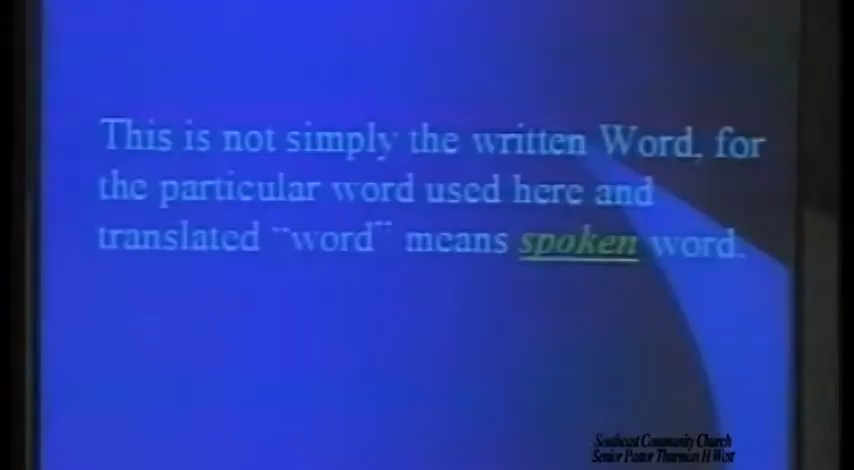 This is not simply the written Word, for
the particular word used here and
translated "word" means spoken word.
Southeast Community Church
Senior Pastor Thurman H West